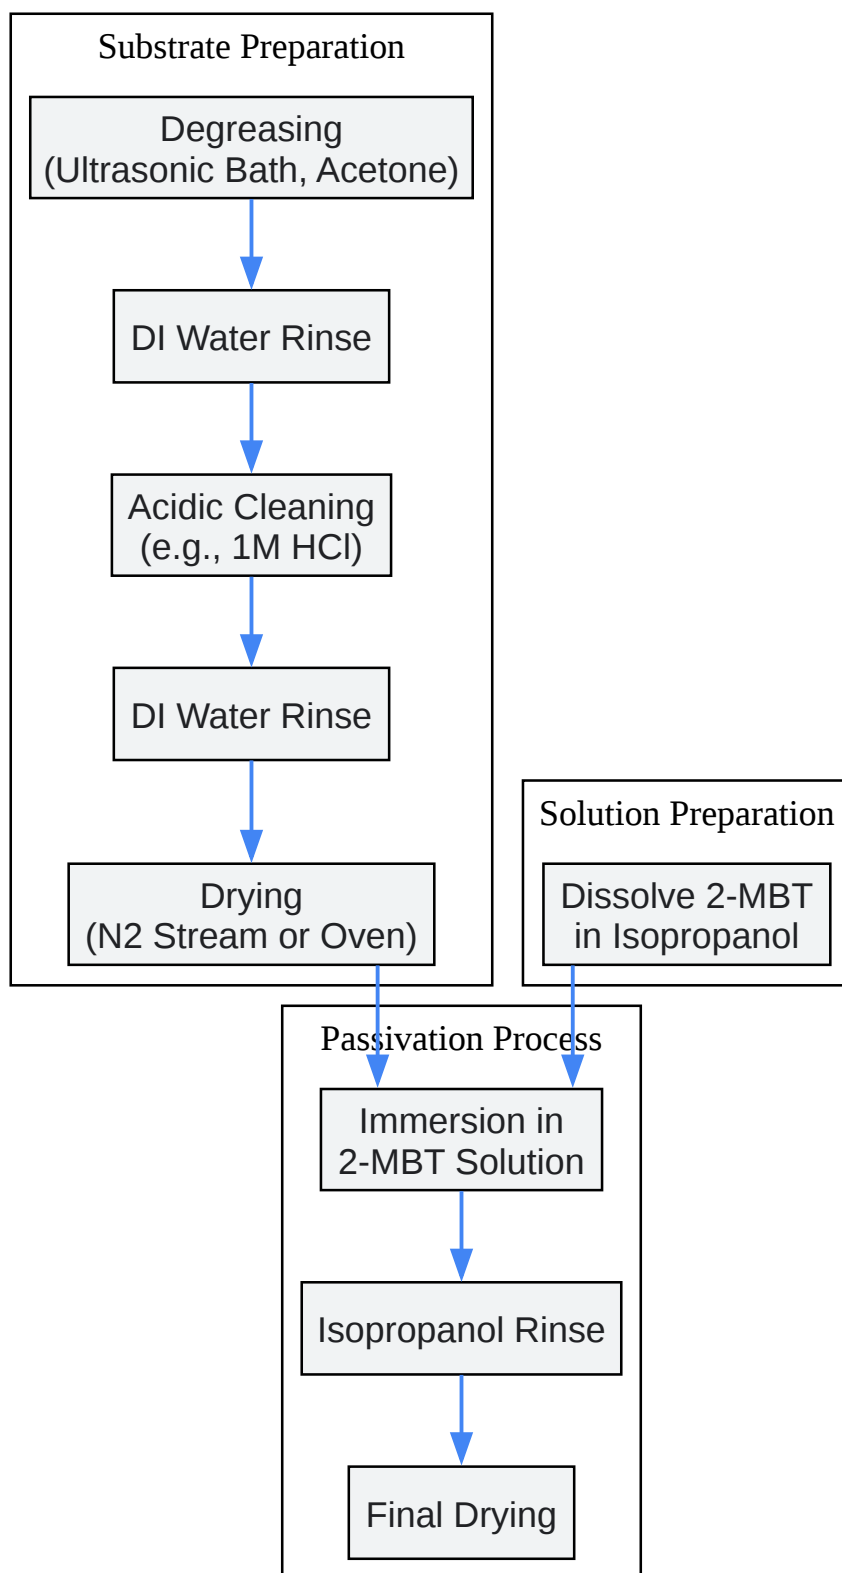 Substrate Preparation
Degreasing
(Ultrasonic Bath, Acetone)
DI Water Rinse
Acidic Cleaning
(e.g., 1M HCl)
DI Water Rinse
Drying
(N2 Stream or Oven)
Solution Preparation
Dissolve 2-MBT
in Isopropanol
Passivation Process
Immersion in
2-MBT Solution
Isopropanol Rinse
Final Drying